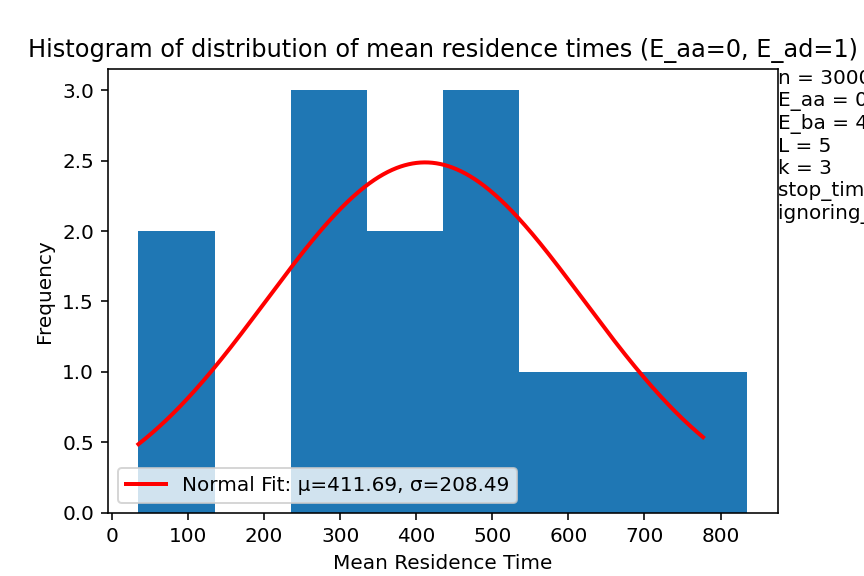 Histogram of distribution of mean residence times (E_aa=0, E_ad=1)
n = 3000
E_aa = 0
E_ba = 4
L = 5
k = 3
stop_tim
ignoring_
3.0
2.5
2.0
1.5
1.0
0.5
0.0
Frequency
Normal Fit: μ=411.69, σ=208.49
0 100 200 300 400 500 600 700 800
Mean Residence Time